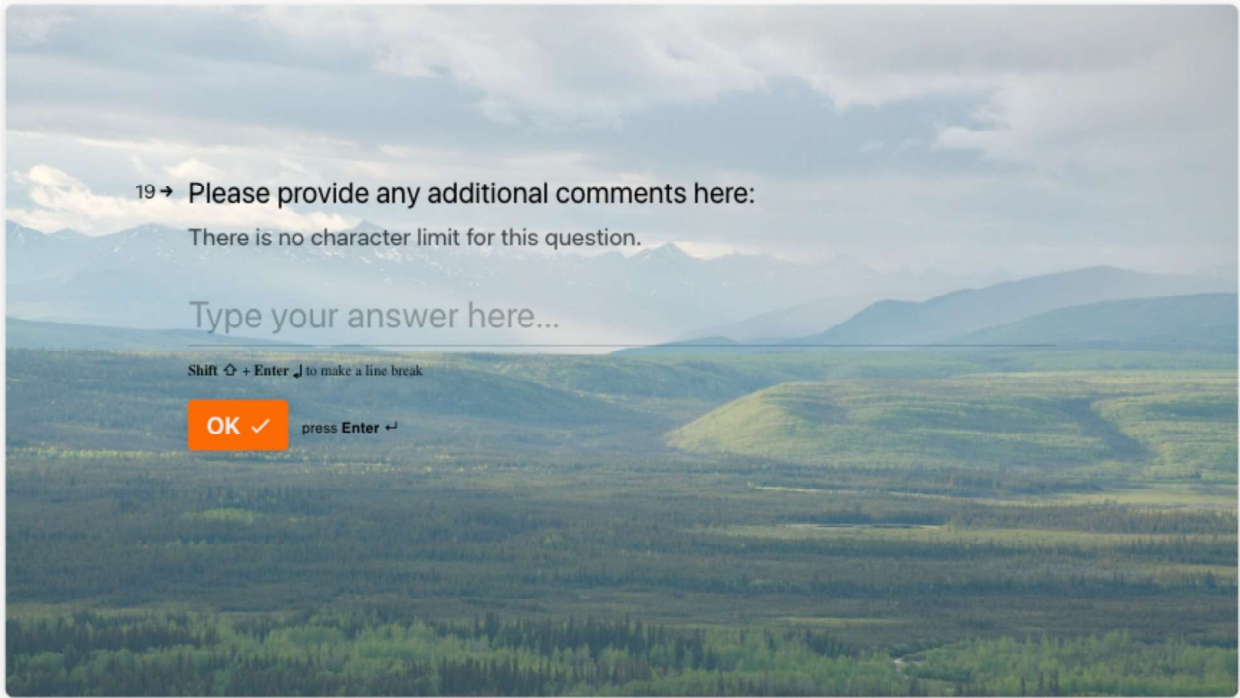 19→ Please provide any additional comments here:
There is no character limit for this question.
Type your answer here...
Shift ⇧ + Enter ↵ to make a line break
OK ✓ press Enter ↵